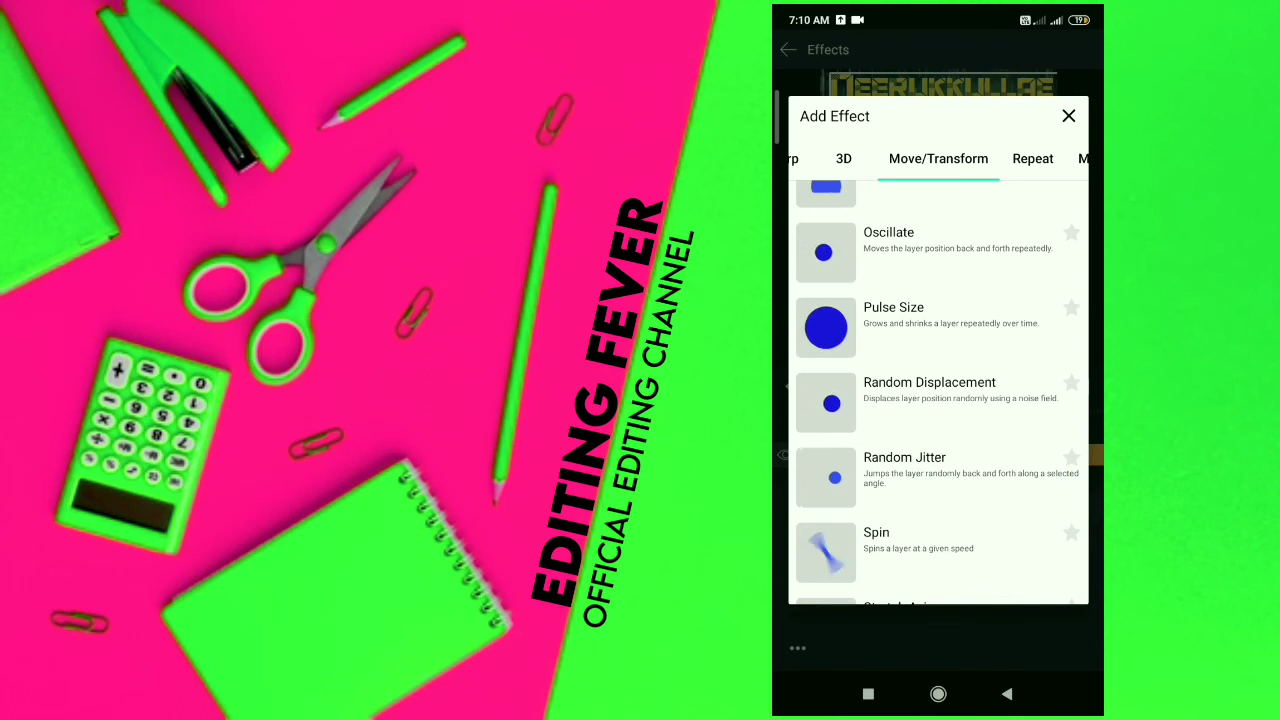 EDITING FEVER
OFFICIAL EDITING CHANNEL
7:10 AM
19
Effects
Add Effect
rp 3D Move/Transform Repeat M
Oscillate
Moves the layer position back and forth repeatedly.
Pulse Size
Grows and shrinks a layer repeatedly over time.
Random Displacement
Displaces layer position randomly using a noise field.
Random Jitter
Jumps the layer randomly back and forth along a selected
angle.
Spin
Spins a layer at a given speed